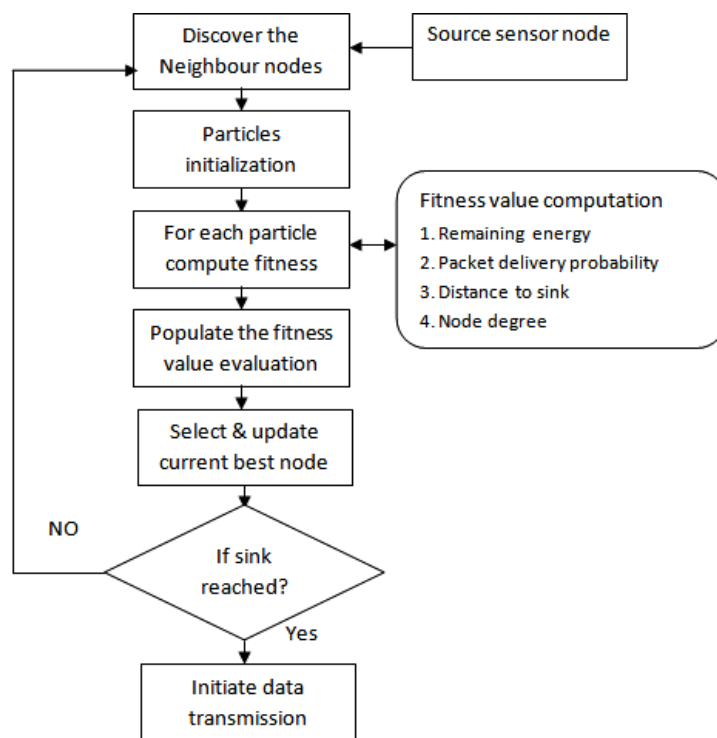 Discover the
Neighbour nodes
Source sensor node
Particles
initialization
For each particle
compute fitness
Fitness value computation
1. Remaining energy
2. Packet delivery probability
3. Distance to sink
4. Node degree
Populate the fitness
value evaluation
Select & update
current best node
NO
If sink
reached?
Yes
Initiate data
transmission